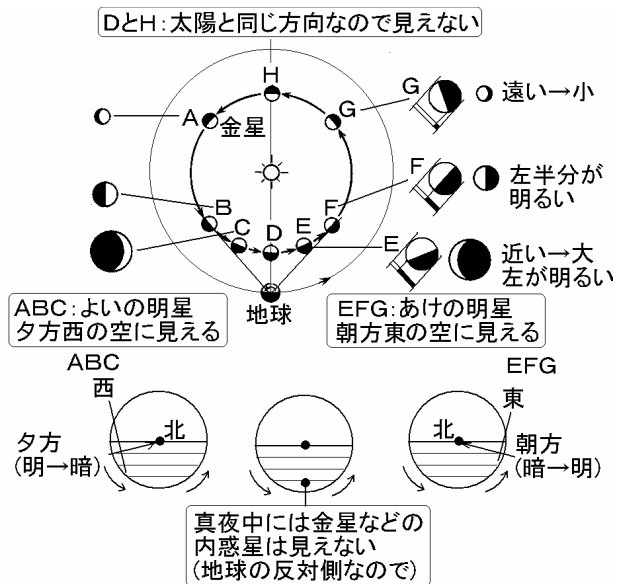 DとH:太陽と同じ方向なので見えない
H
A
金星
G
G
遠い→小
B
F
F
左半分が
明るい
C
D
E
E
近い→大
左が明るい
地球
ABC:よいの明星
夕方西の空に見える
EFG:あけの明星
朝方東の空に見える
ABC
西
北
夕方
(明→暗)
EFG
東
北
朝方
(暗→明)
真夜中には金星などの
内惑星は見えない
(地球の反対側なので)